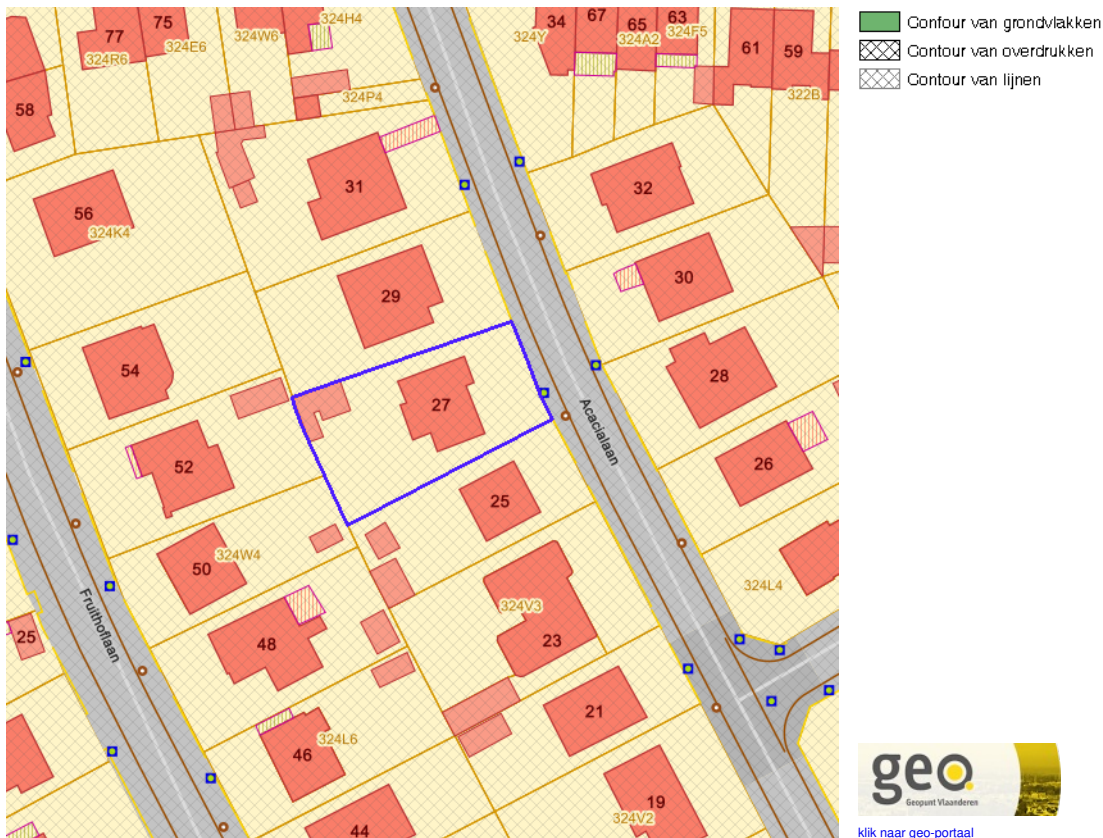 77
75
324R6
324E6
324W6
324H4
324P4
58
34
67
65
63
324Y
324A2
324F5
61
59
322B
Contour van grondvlakken
Contour van overdrukken
Contour van lijnen
56
324K4
31
32
29
30
54
27
28
Acacialaan
52
25
26
50
324W4
324L4
Fruithoflaan
324V3
23
25
48
21
46
324L6
19
324V2
44
geo
Geopunt Vlaanderen
klik naar geo-portaal